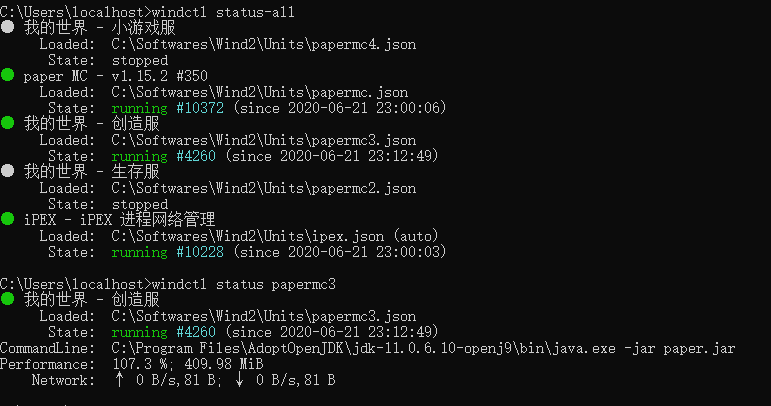 C:\Users\localhost>windctl status-all
● 我的世界 - 小游戏服
Loaded: C:\Softwares\Wind2\Units\papermc4.json
State: stopped
● paper MC - v1.15.2 #350
Loaded: C:\Softwares\Wind2\Units\papermc.json
State: running #10372 (since 2020-06-21 23:00:06)
● 我的世界 - 创造服
Loaded: C:\Softwares\Wind2\Units\papermc3.json
State: running #4260 (since 2020-06-21 23:12:49)
● 我的世界 - 生存服
Loaded: C:\Softwares\Wind2\Units\papermc2.json
State: stopped
● iPEX - iPEX 进程网络管理
Loaded: C:\Softwares\Wind2\Units\ipex.json (auto)
State: running #10228 (since 2020-06-21 23:00:03)
C:\Users\localhost>windctl status papermc3
● 我的世界 - 创造服
Loaded: C:\Softwares\Wind2\Units\papermc3.json
State: running #4260 (since 2020-06-21 23:12:49)
CommandLine: C:\Program Files\AdoptOpenJDK\jdk-11.0.6.10-openj9\bin\java.exe -jar paper.jar
Performance: 107.3 %; 409.98 MiB
Network: ↑ 0 B/s,81 B; ↓ 0 B/s,81 B